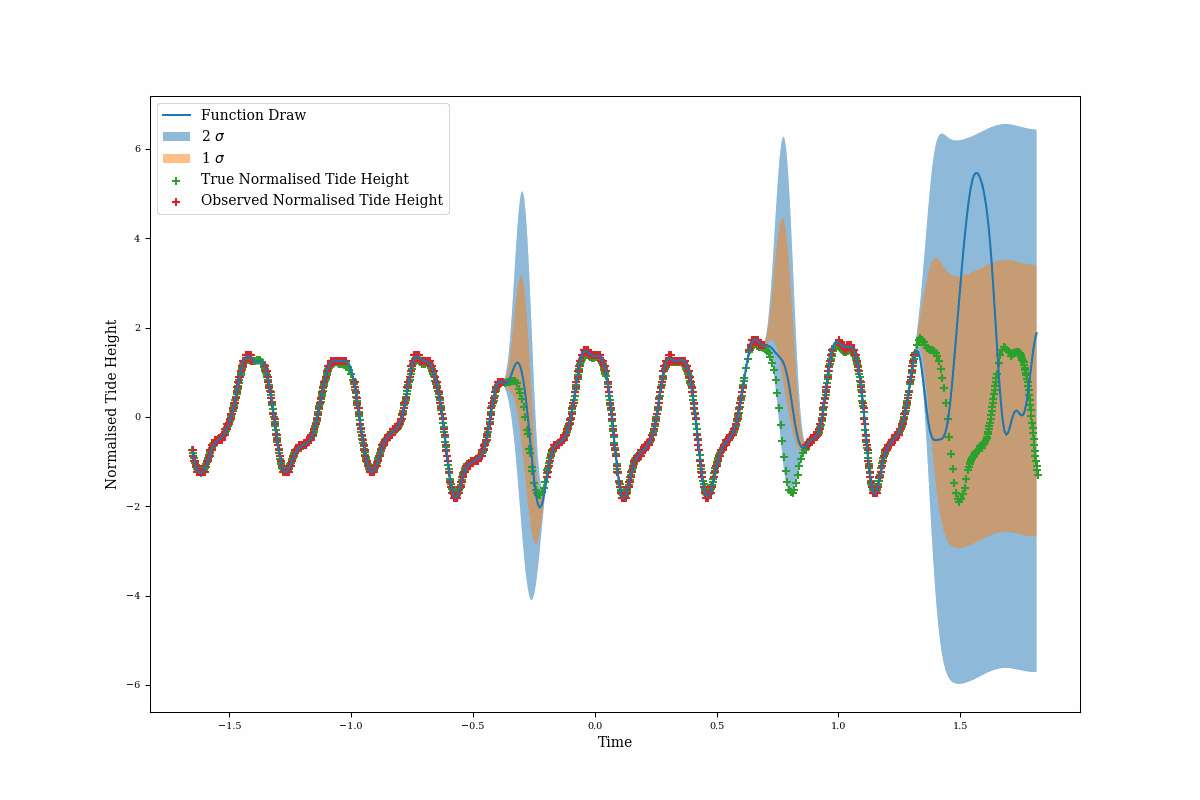 Function Draw
2 σ
1 σ
True Normalised Tide Height
Observed Normalised Tide Height
Normalised Tide Height
6
4
2
0
−2
−4
−6
−1.5 −1.0 −0.5 0.0 0.5 1.0 1.5
Time